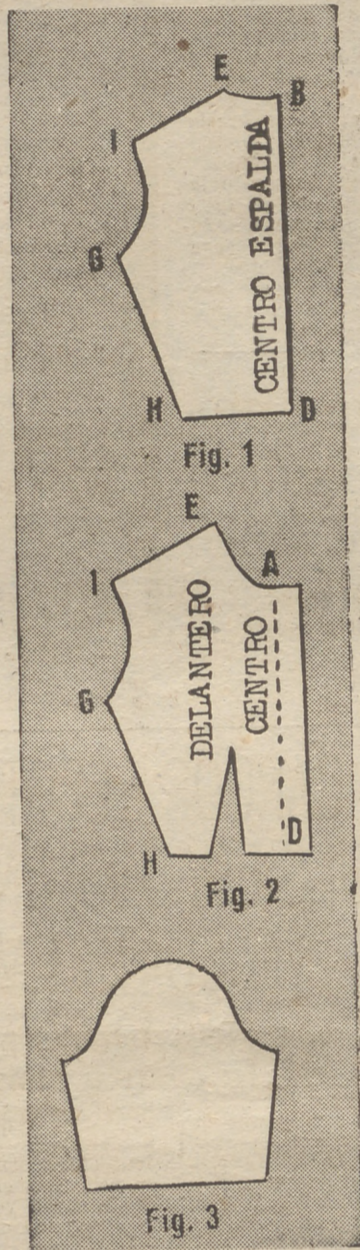 E
B
I
CENTRO ESPALDA
G
H
D
Fig. 1
E
A
I
DELANTERO
CENTRO
G
D
H
Fig. 2
Fig. 3